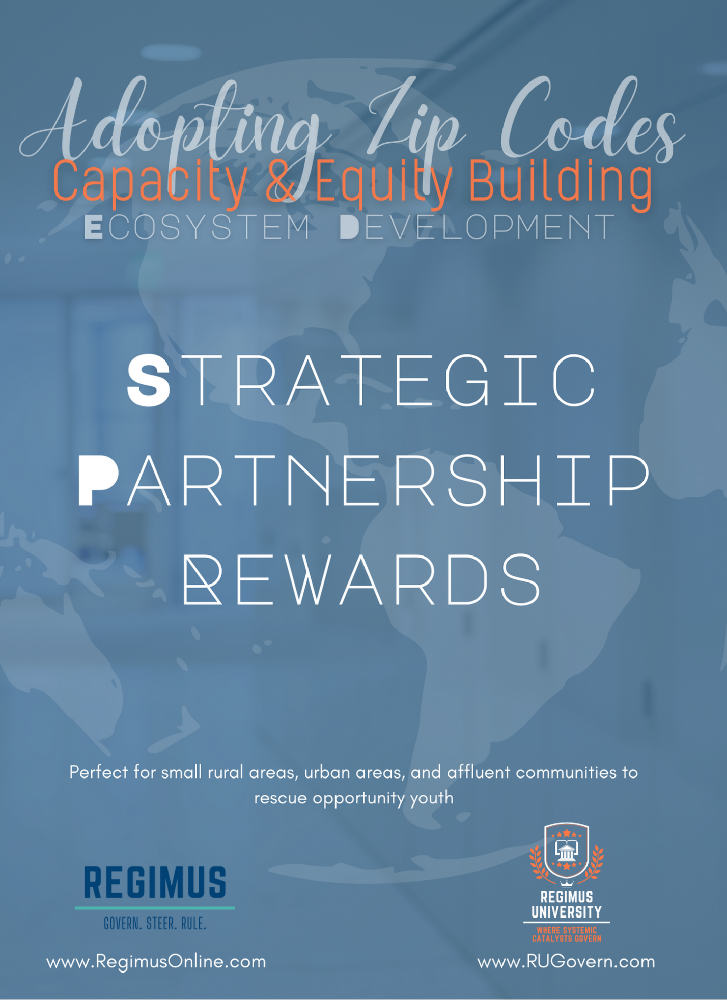 Adopting Zip Codes
Capacity & Equity Building
ECOSYSTEM DEVELOPMENT
STRATEGIC
PARTNERSHIP
REWARDS
Perfect for small rural areas, urban areas, and affluent communities to
rescue opportunity youth
REGIMUS
GOVERN. STEER. RULE.
www.RegimusOnline.com
REGIMUS
UNIVERSITY
WHERE SYSTEMIC
CATALYSTS GOVERN
www.RUGovern.com